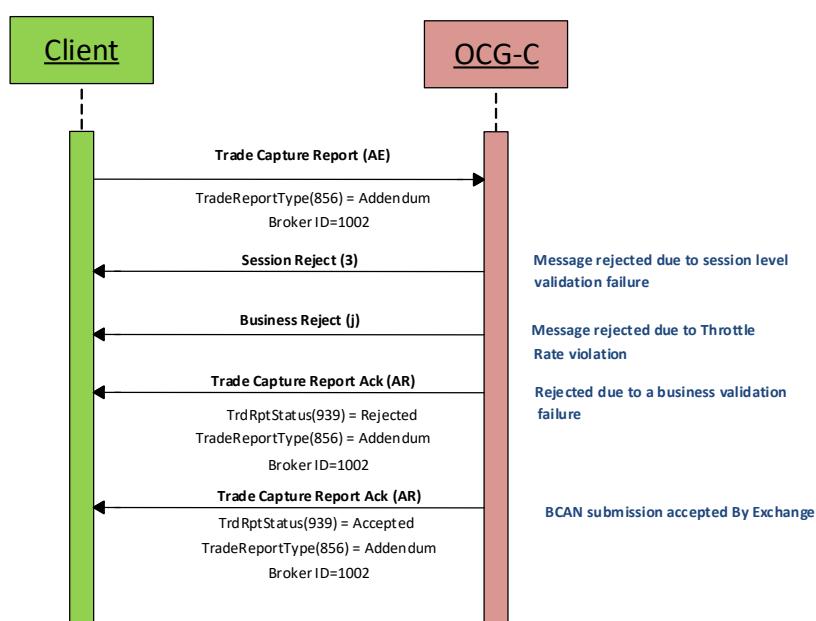 Client
OCG-C
Trade Capture Report (AE)
TradeReportType(856) = Addendum
Broker ID=1002
Session Reject (3)
Message rejected due to session level
validation failure
Business Reject (j)
Message rejected due to Throttle
Rate violation
Trade Capture Report Ack (AR)
Rejected due to a business validation
failure
TrdRptStatus(939) = Rejected
TradeReportType(856) = Addendum
Broker ID=1002
Trade Capture Report Ack (AR)
BCAN submission accepted By Exchange
TrdRptStatus(939) = Accepted
TradeReportType(856) = Addendum
Broker ID=1002